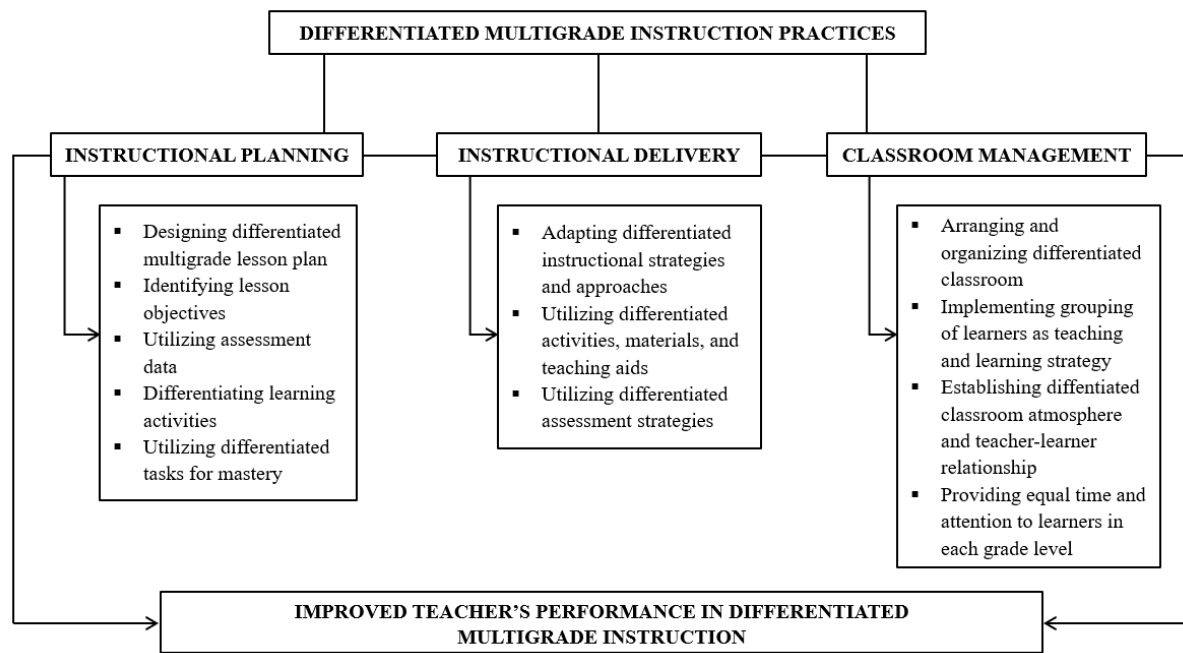 DIFFERENTIATED MULTIGRADE INSTRUCTION PRACTICES
INSTRUCTIONAL PLANNING
▪ Designing differentiated
multigrade lesson plan
▪ Identifying lesson
objectives
▪ Utilizing assessment
data
▪ Differentiating learning
activities
▪ Utilizing differentiated
tasks for mastery
INSTRUCTIONAL DELIVERY
▪ Adapting differentiated
instructional strategies
and approaches
▪ Utilizing differentiated
activities, materials, and
teaching aids
▪ Utilizing differentiated
assessment strategies
CLASSROOM MANAGEMENT
▪ Arranging and
organizing differentiated
classroom
▪ Implementing grouping
of learners as teaching
and learning strategy
▪ Establishing diffentiated
classroom atmosphere
and teacher-learner
relationship
▪ Providing equal time and
attention to learners in
each grade level
IMPROVED TEACHER’S PERFORMANCE IN DIFFERENTIATED
MULTIGRADE INSTRUCTION